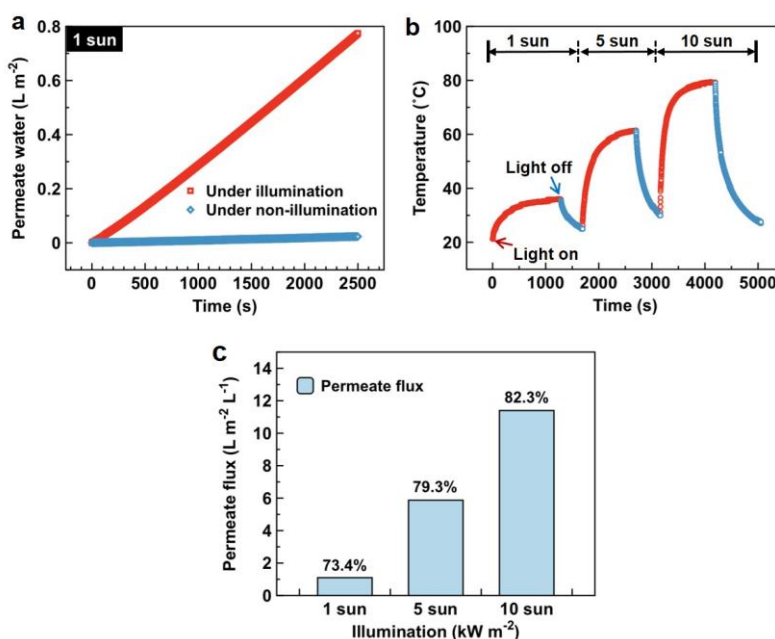 a
1 sun
Permeate water (L m⁻²)
0.8
0.6
0.4
0.2
0
Under illumination
Under non-illumination
0 500 1000 1500 2000 2500
Time (s)
b
1 sun 5 sun 10 sun
Temperature (°C)
100
80
60
40
20
Light off
Light on
0 1000 2000 3000 4000 5000
Time (s)
c
Permeate flux (L m⁻² L⁻¹)
14
12
10
8
6
4
2
0
Permeate flux
73.4%
79.3%
82.3%
1 sun 5 sun 10 sun
Illumination (kW m⁻²)